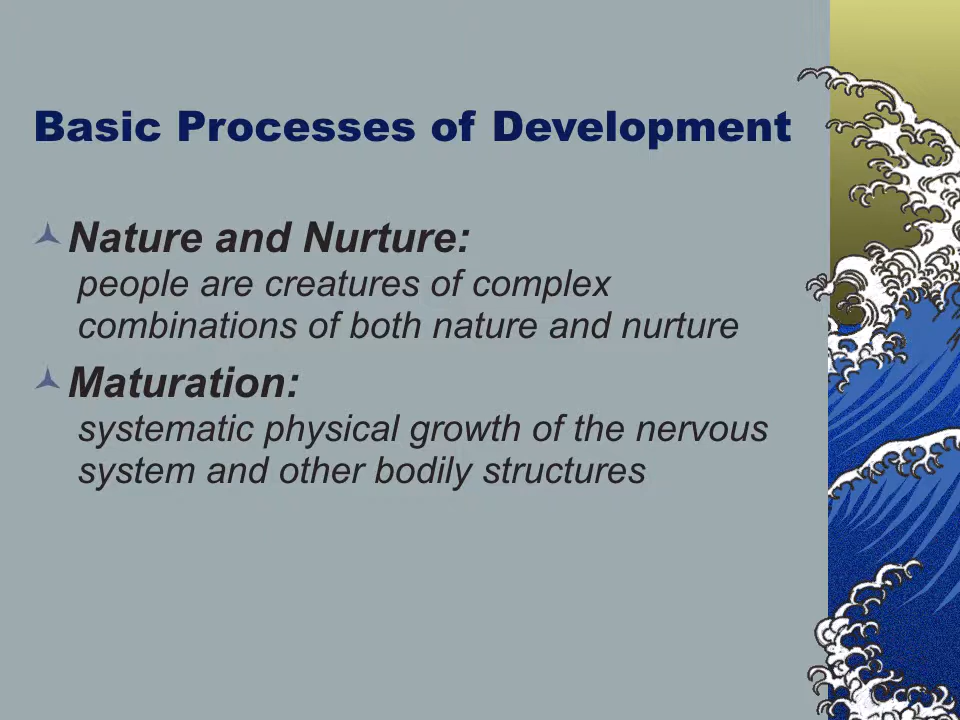 Basic Processes of Development
Nature and Nurture:
people are creatures of complex
combinations of both nature and nurture
Maturation:
systematic physical growth of the nervous
system and other bodily structures